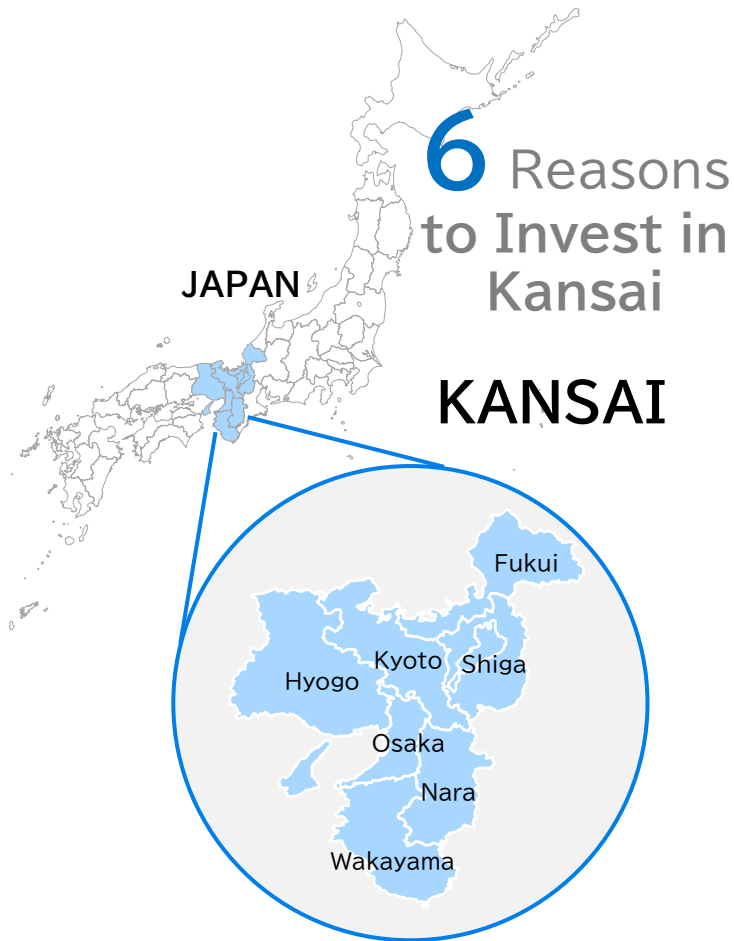 6 Reasons
to Invest in
Kansai
JAPAN
KANSAI
Fukui
Kyoto
Shiga
Hyogo
Osaka
Nara
Wakayama